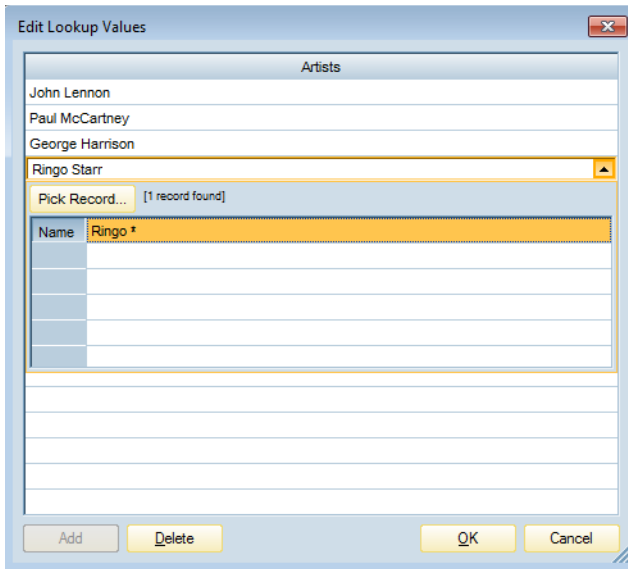 Edit Lookup Values
Artists
John Lennon
Paul McCartney
George Harrison
Ringo Starr
Pick Record... [1 record found]
Name Ringo *
Add Delete OK Cancel